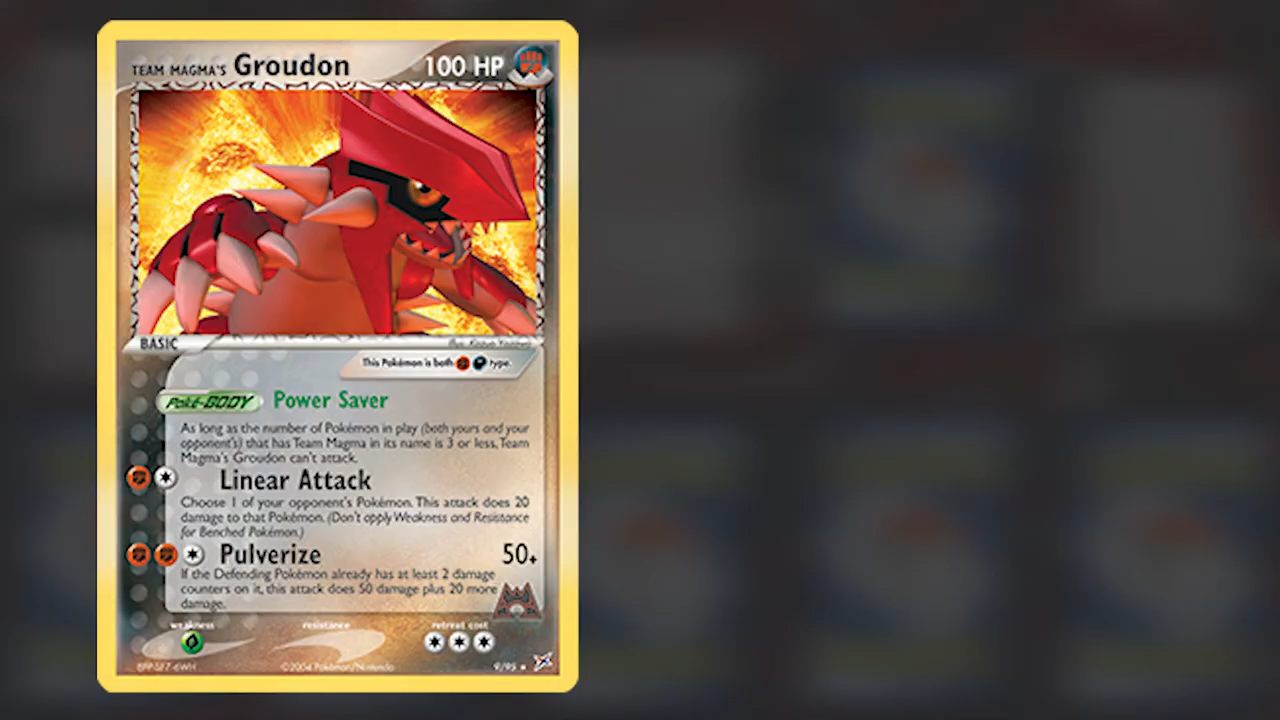 TEAM MAGMA'S Groudon 100 HP
BASIC
This Pokémon is both type.
Poké-BODY Power Saver
As long as the number of Pokémon in play (both yours and your
opponent's) that has Team Magma in its name is 3 or less, Team
Magma's Groudon can't attack.
Linear Attack
Choose 1 of your opponent's Pokémon. This attack does 20
damage to that Pokémon. (Don't apply Weakness and Resistance
for Benched Pokémon.)
Pulverize 50+
If the Defending Pokémon already has at least 2 damage
counters on it, this attack does 50 damage plus 20 more
damage.
weakness resistance retreat cost
©2004 Pokémon/Nintendo 9/95